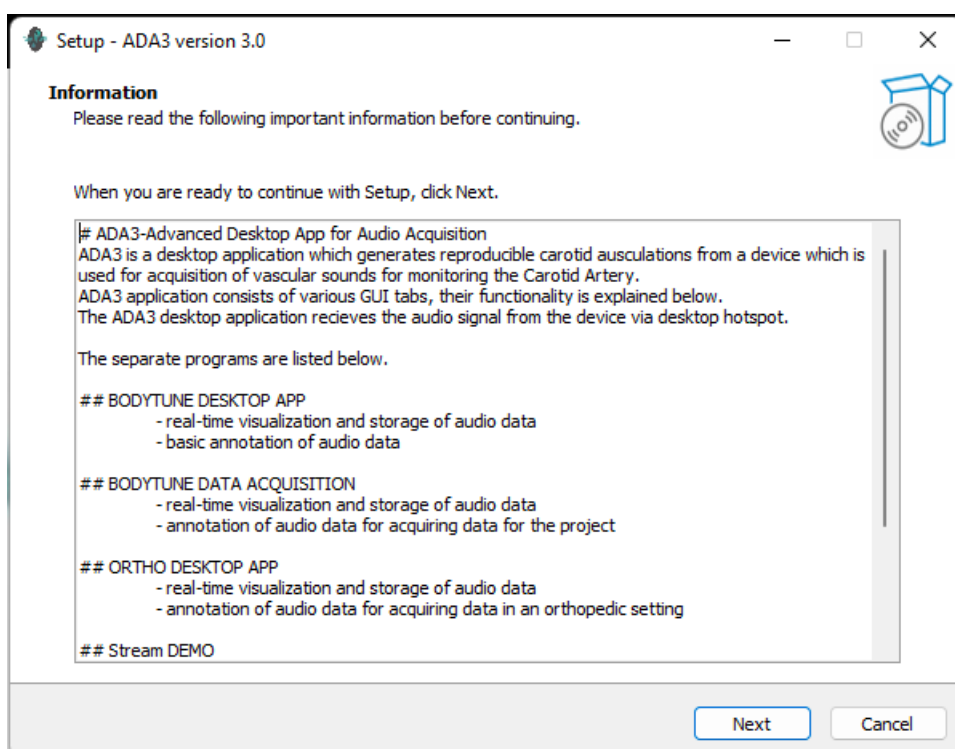 Setup - ADA3 version 3.0
Information
Please read the following important information before continuing.
When you are ready to continue with Setup, click Next.
# ADA3-Advanced Desktop App for Audio Acquisition
ADA3 is a desktop application which generates reproducible carotid ausculations from a device which is
used for acquisition of vascular sounds for monitoring the Carotid Artery.
ADA3 application consists of various GUI tabs, their functionality is explained below.
The ADA3 desktop application recieves the audio signal from the device via desktop hotspot.
The separate programs are listed below.
## BODYTUNE DESKTOP APP
- real-time visualization and storage of audio data
- basic annotation of audio data
## BODYTUNE DATA ACQUISITION
- real-time visualization and storage of audio data
- annotation of audio data for acquiring data for the project
## ORTHO DESKTOP APP
- real-time visualization and storage of audio data
- annotation of audio data for acquiring data in an orthopedic setting
## Stream DEMO
Next
Cancel